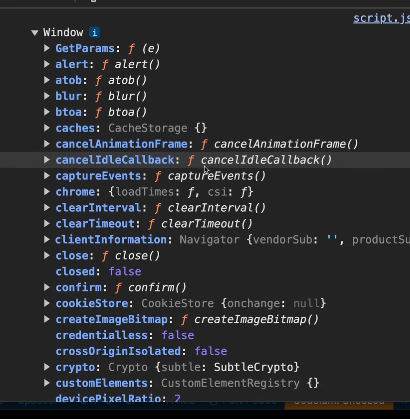 script.js
▼ Window i
▶ GetParams: ƒ (e)
▶ alert: ƒ alert()
▶ atob: ƒ atob()
▶ blur: ƒ blur()
▶ btoa: ƒ btoa()
▶ caches: CacheStorage {}
▶ cancelAnimationFrame: ƒ cancelAnimationFrame()
▶ cancelIdleCallback: ƒ cancelIdleCallback()
▶ captureEvents: ƒ captureEvents()
▶ chrome: {loadTimes: ƒ, csi: ƒ}
▶ clearInterval: ƒ clearInterval()
▶ clearTimeout: ƒ clearTimeout()
▶ clientInformation: Navigator {vendorSub: '', productSu
▶ close: ƒ close()
closed: false
▶ confirm: ƒ confirm()
▶ cookieStore: CookieStore {onchange: null}
▶ createImageBitmap: ƒ createImageBitmap()
credentialless: false
crossOriginIsolated: false
▶ crypto: Crypto {subtle: SubtleCrypto}
▶ customElements: CustomElementRegistry {}
devicePixelRatio: 2